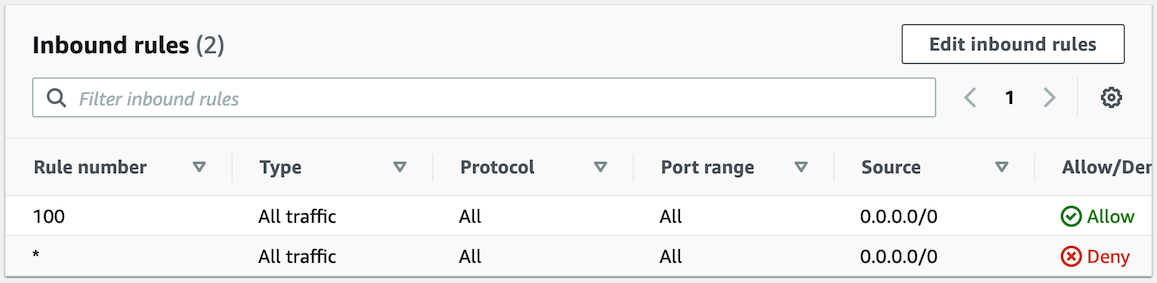 Inbound rules (2)
Edit inbound rules
Filter inbound rules
1
Rule number Type Protocol Port range Source Allow/Den
100 All traffic All All 0.0.0.0/0 Allow
* All traffic All All 0.0.0.0/0 Deny